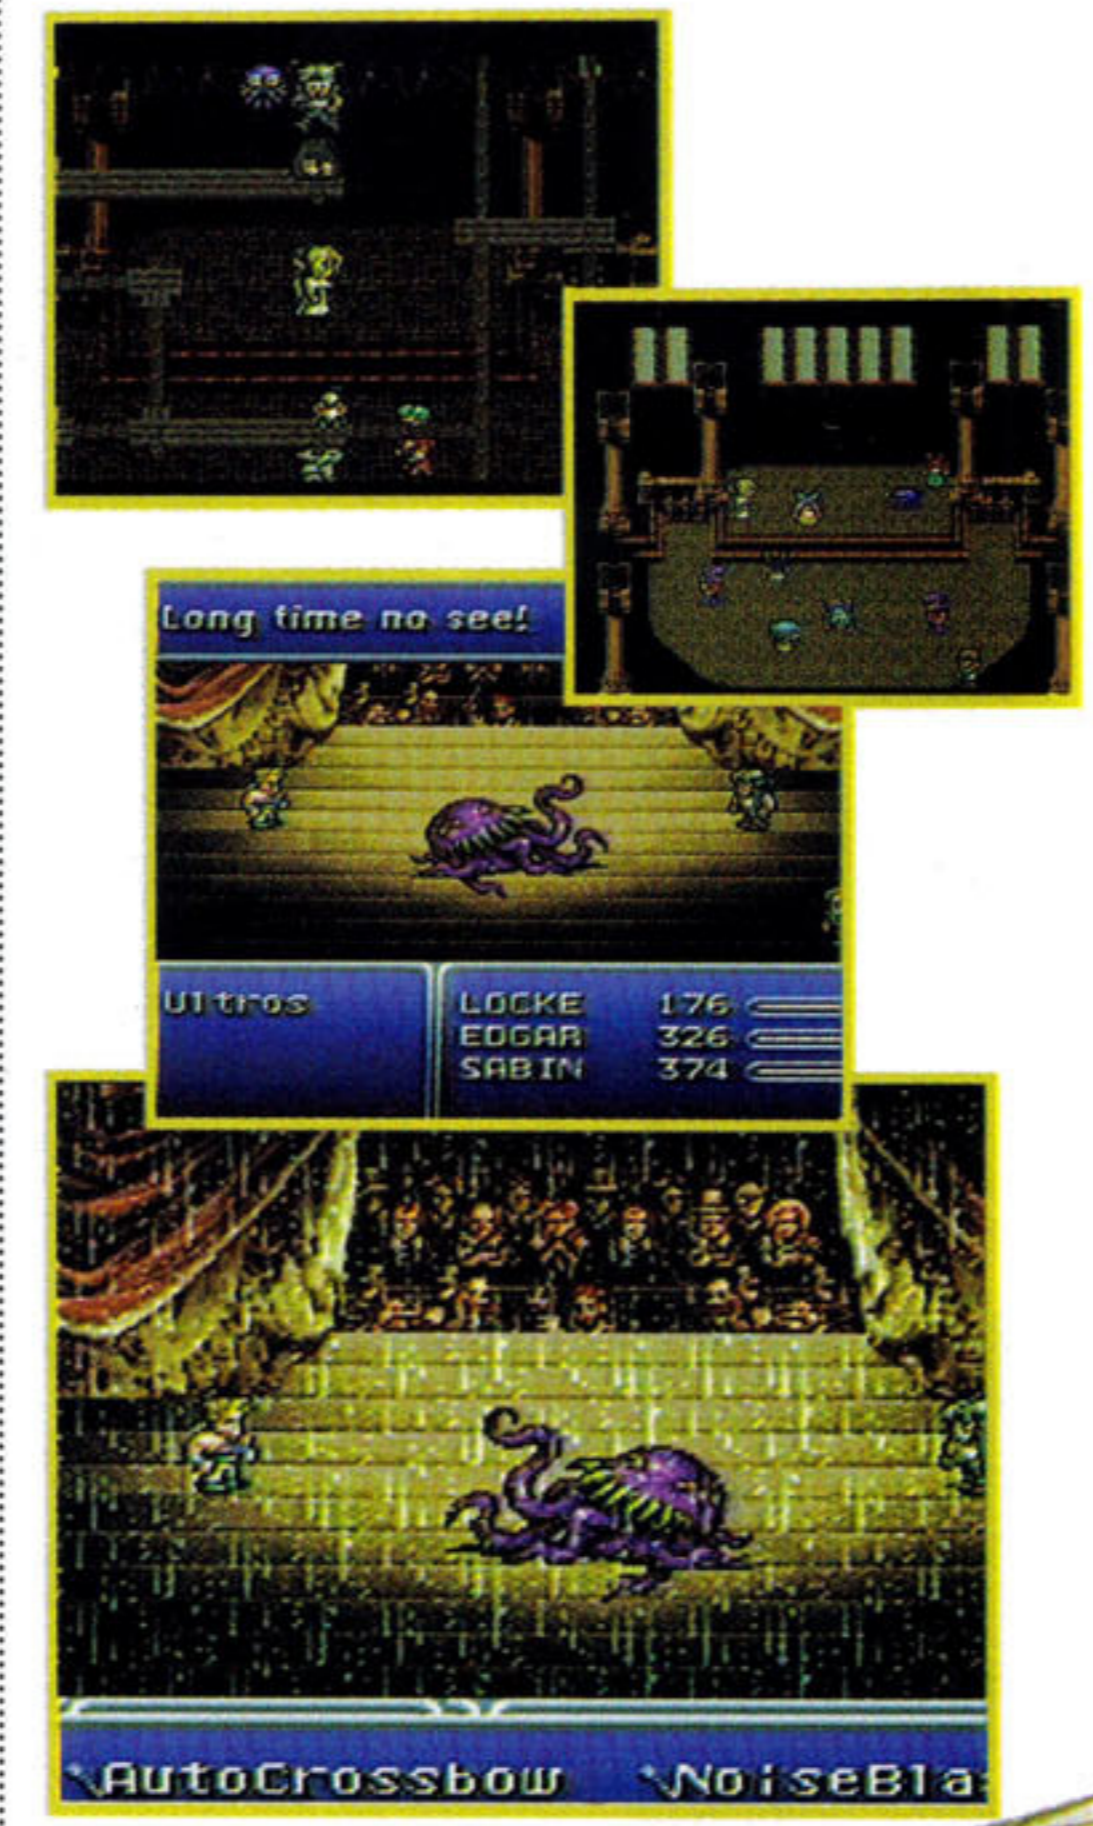 Long time no see!
Ultros
LOCKE 176
EDGAR 326
SABIN 374
AutoCrossbow NoiseBla